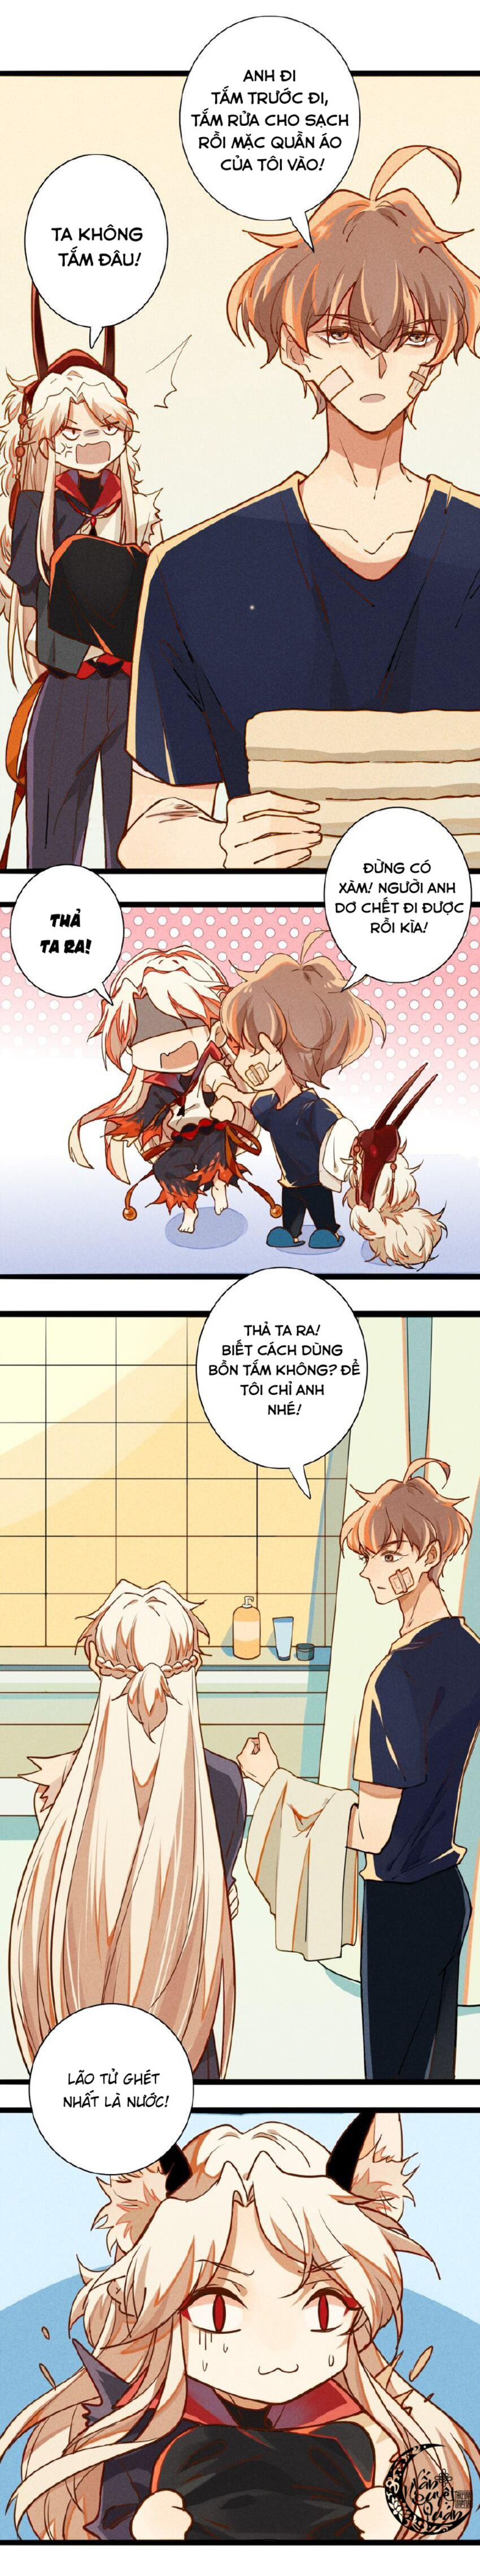 ANH ĐI
TẮM TRƯỚC ĐI,
TẮM RỬA CHO SẠCH
RỒI MẶC QUẦN ÁO
CỦA TÔI VÀO!
TA KHÔNG
TẮM ĐÂU!
ĐỪNG CÓ
XÀM! NGƯỜI ANH
DƠ CHẾT ĐI ĐƯỢC
RỒI KÌA!
THẢ
TA RA!
THẢ TA RA!
BIẾT CÁCH DÙNG
BỒN TẮM KHÔNG? ĐỂ
TÔI CHỈ ANH
NHÉ!
LÃO TỬ GHÉT
NHẤT LÀ NƯỚC!